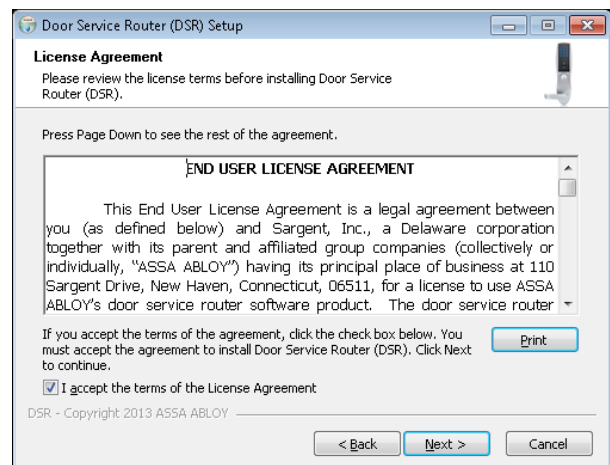 Door Service Router (DSR) Setup
License Agreement
Please review the license terms before installing Door Service
Router (DSR).
Press Page Down to see the rest of the agreement.
END USER LICENSE AGREEMENT
This End User License Agreement is a legal agreement between
you (as defined below) and Sargent, Inc., a Delaware corporation
together with its parent and affiliated group companies (collectively or
individually, "ASSA ABLOY") having its principal place of business at 110
Sargent Drive, New Haven, Connecticut, 06511, for a license to use ASSA
ABLOY's door service router software product. The door service router
If you accept the terms of the agreement, click the check box below. You
must accept the agreement to install Door Service Router (DSR). Click Next
to continue.
Print
I accept the terms of the License Agreement
DSR - Copyright 2013 ASSA ABLOY
< Back
Next >
Cancel